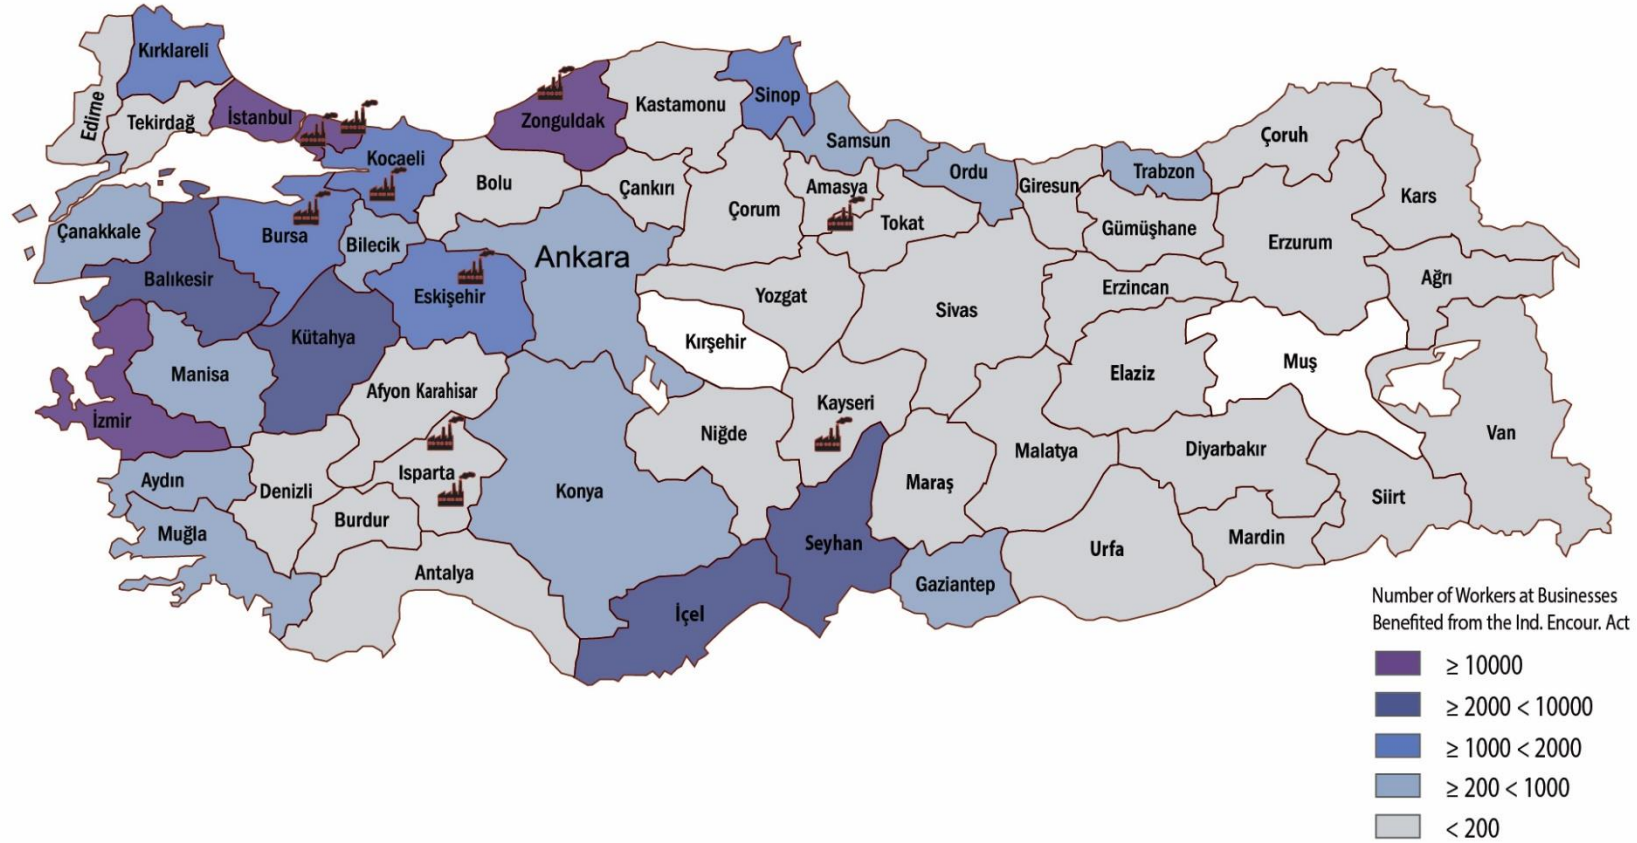 Kırklareli
Edirne
Tekirdağ
İstanbul
Kocaeli
Zonguldak
Kastamonu
Sinop
Samsun
Ordu
Giresun
Trabzon
Çoruh
Kars
Bolu
Çankırı
Çorum
Amasya
Tokat
Gümüşhane
Erzurum
Ağrı
Çanakkale
Bursa
Bilecik
Ankara
Balıkesir
Eskişehir
Kütahya
Yozgat
Sivas
Erzincan
Kırşehir
Muş
Manisa
Afyon Karahisar
Elaziz
İzmir
Kayseri
Niğde
Malatya
Diyarbakır
Van
Aydın
Denizli
Isparta
Konya
Maraş
Siirt
Muğla
Burdur
Seyhan
Urfa
Mardin
Antalya
Gaziantep
İçel
Number of Workers at Businesses
Benefited from the Ind. Encour. Act
≥ 10000
≥ 2000 < 10000
≥ 1000 < 2000
≥ 200 < 1000
< 200